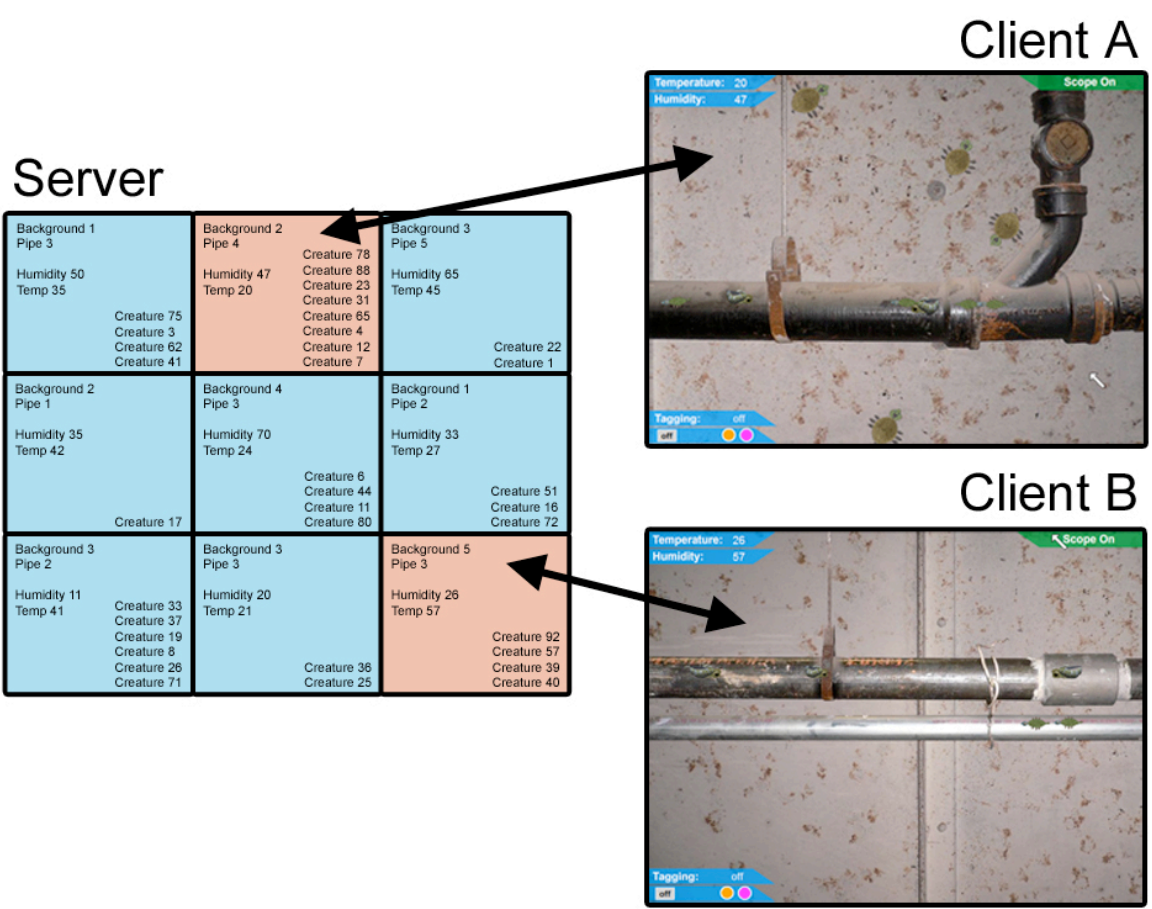 Client A
Temperature: 20
Humidity: 47
Scope On
Tagging: off
off
Server
Background 1
Pipe 3
Humidity 50
Temp 35
Creature 75
Creature 3
Creature 62
Creature 41
Background 2
Pipe 4
Humidity 47
Temp 20
Creature 78
Creature 88
Creature 23
Creature 31
Creature 65
Creature 4
Creature 12
Creature 7
Background 3
Pipe 5
Humidity 65
Temp 45
Creature 22
Creature 1
Background 2
Pipe 1
Humidity 35
Temp 42
Creature 17
Background 4
Pipe 3
Humidity 70
Temp 24
Creature 6
Creature 44
Creature 11
Creature 80
Background 1
Pipe 2
Humidity 33
Temp 27
Creature 51
Creature 16
Creature 72
Background 3
Pipe 2
Humidity 11
Temp 41
Creature 33
Creature 37
Creature 19
Creature 8
Creature 26
Creature 71
Background 3
Pipe 3
Humidity 20
Temp 21
Creature 36
Creature 25
Background 5
Pipe 3
Humidity 26
Temp 57
Creature 92
Creature 57
Creature 39
Creature 40
Client B
Temperature: 26
Humidity: 57
Scope On
Tagging: off
off